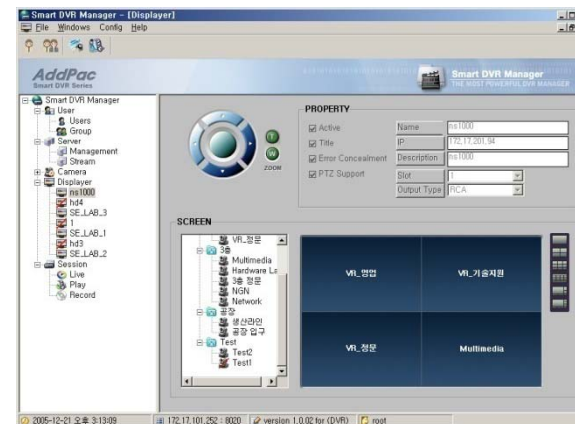 Smart DVR Manager - [Displayer]
File Windows Config Help
AddPac
Smart DVR Series
Smart DVR Manager
THE MOST POWERFUL DVR MANAGER
Smart DVR Manager
User
Users
Group
Server
Management
Stream
Camera
Displayer
ns1000
hd4
SE_LAB_3
1
SE_LAB_1
hd3
SE_LAB_2
Session
Live
Play
Record
T
W
ZOOM
PROPERTY
Active
Name
ns1000
Title
IP
172,17,201,94
Error Concealment
Description
ns1000
PTZ Support
Slot
1
Output Type
RCA
SCREEN
VR_정문
3층
Multimedia
Hardware La
3층 정문
NGN
Network
공장
생산라인
공장 입구
Test
Test2
Test1
VR_영업
VR_기술지원
VR_정문
Multimedia
2005-12-21 오후 3:13:09
172.17.101.252 : 8020
version 1.0.02 for (DVR)
root